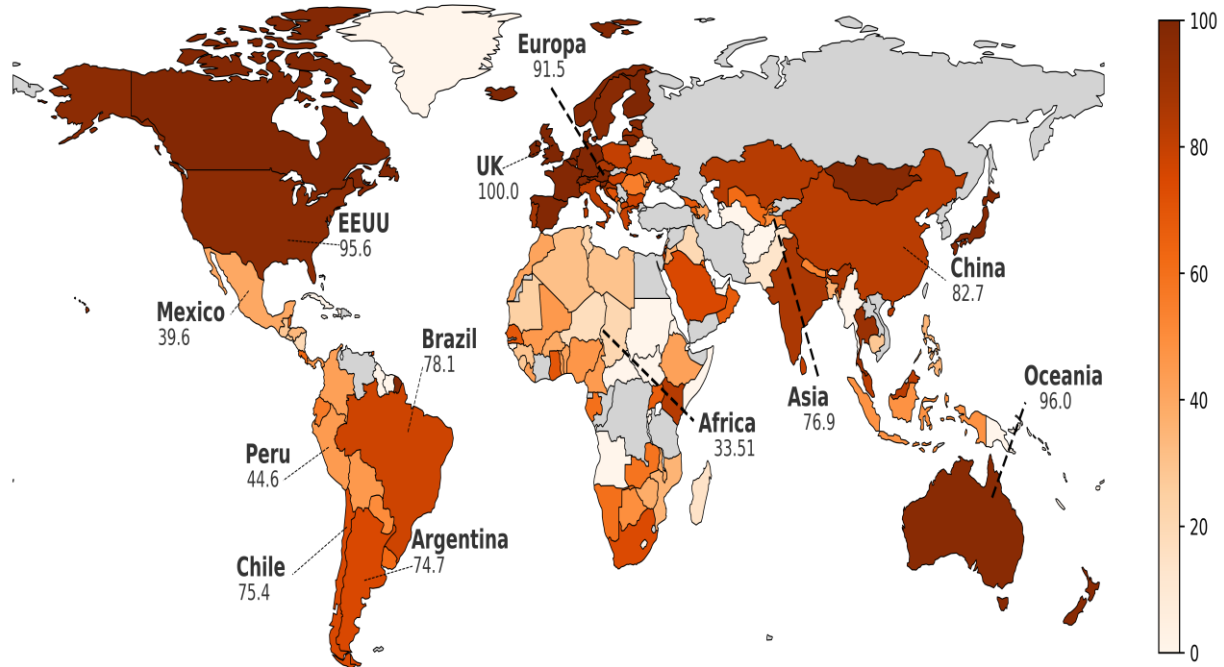 Europa
91.5
UK
100.0
EEUU
95.6
China
82.7
Mexico
39.6
Brazil
78.1
Oceania
96.0
Asia
76.9
Africa
33.51
Peru
44.6
Argentina
74.7
Chile
75.4
100
80
60
40
20
0